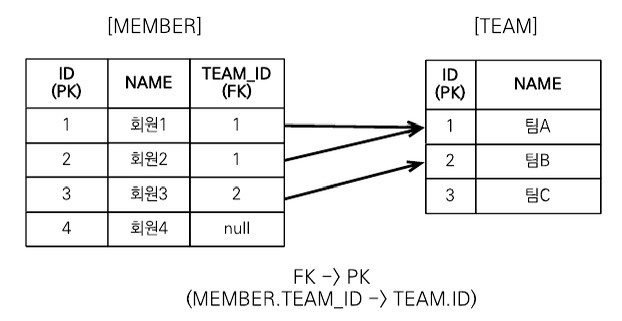 [MEMBER] [TEAM]
ID (PK) NAME TEAM_ID (FK)
1 회원1 1
2 회원2 1
3 회원3 2
4 회원4 null
ID (PK) NAME
1 팀A
2 팀B
3 팀C
FK -> PK
(MEMBER.TEAM_ID -> TEAM.ID)